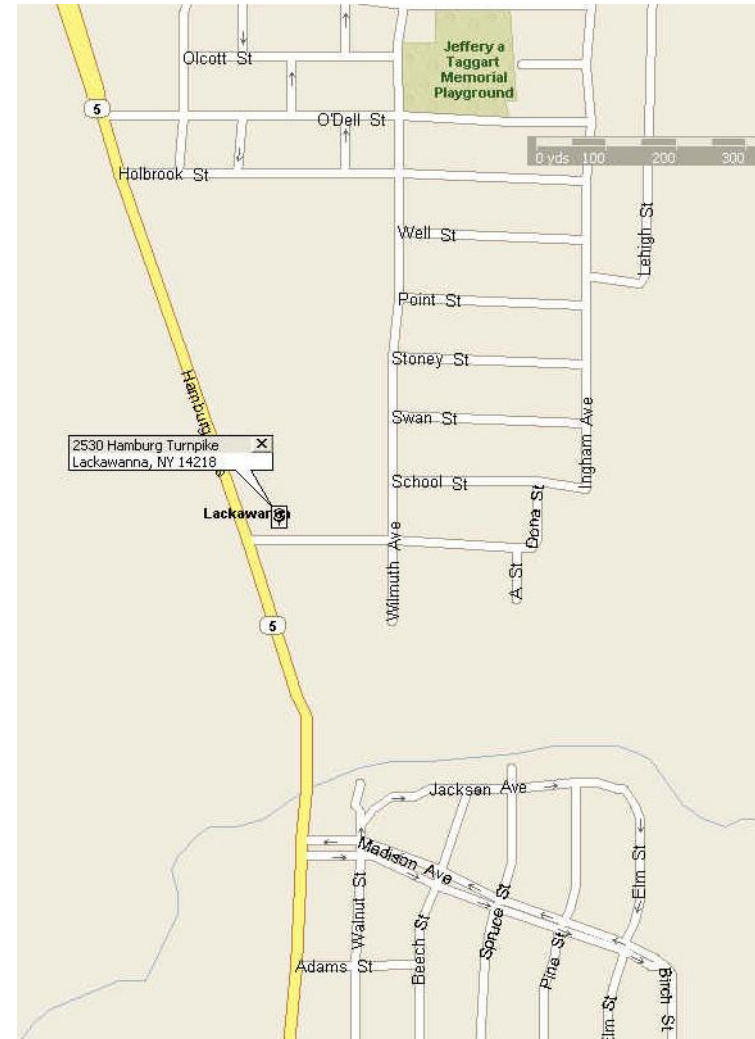 Olcott St
Jeffery a
Taggart
Memorial
Playground
5
O'Dell St
0 yds 100 200 300
Holbrook St
Well St
Lehigh St
Point St
Stoney St
Hamburg
Swan St
Ingham Ave
2530 Hamburg Turnpike
Lackawanna, NY 14218
School St
Dona St
Lackawanna
Wilmuth Ave
A St
5
Jackson Ave
Madison Ave
Elm St
Walnut St
Spruce St
Beech St
Pine St
Adams St
Birch St
Elm St